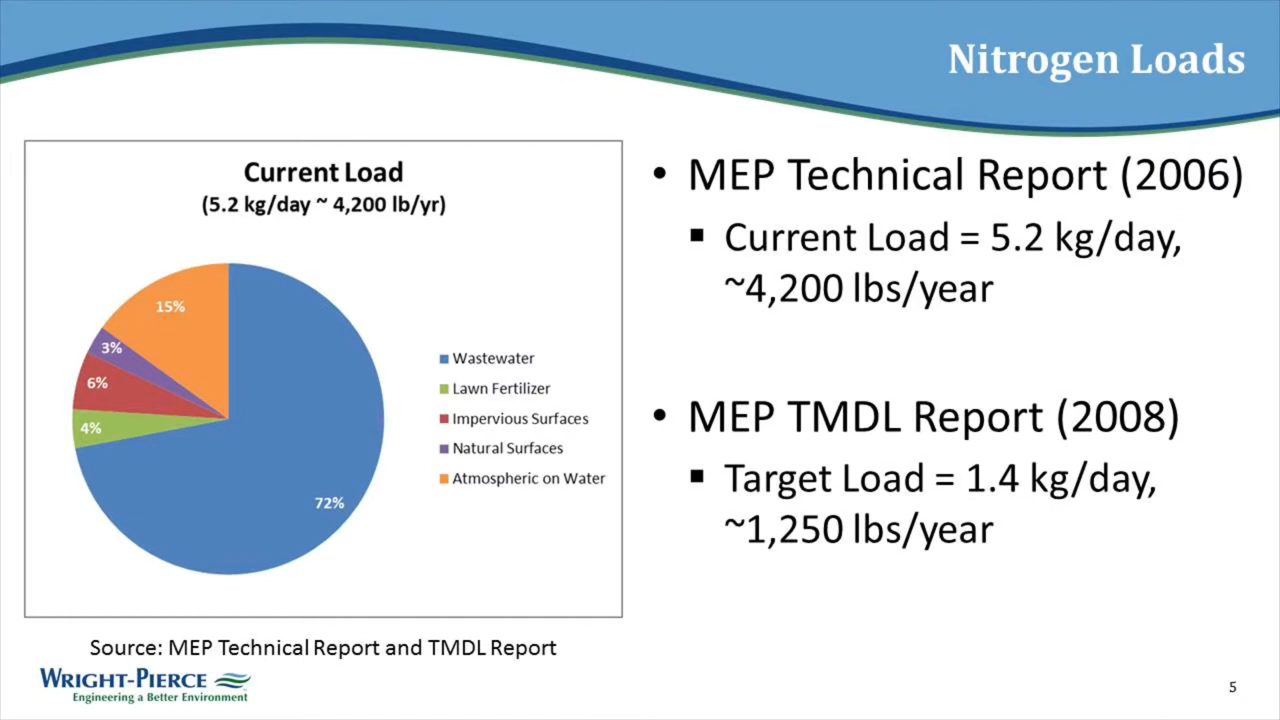 Nitrogen Loads
Current Load
(5.2 kg/day ~ 4,200 lb/yr)
15%
3%
6%
4%
72%
Wastewater
Lawn Fertilizer
Impervious Surfaces
Natural Surfaces
Atmospheric on Water
Source: MEP Technical Report and TMDL Report
• MEP Technical Report (2006)
▪ Current Load = 5.2 kg/day,
~4,200 lbs/year
• MEP TMDL Report (2008)
▪ Target Load = 1.4 kg/day,
~1,250 lbs/year
WRIGHT-PIERCE
Engineering a Better Environment
5